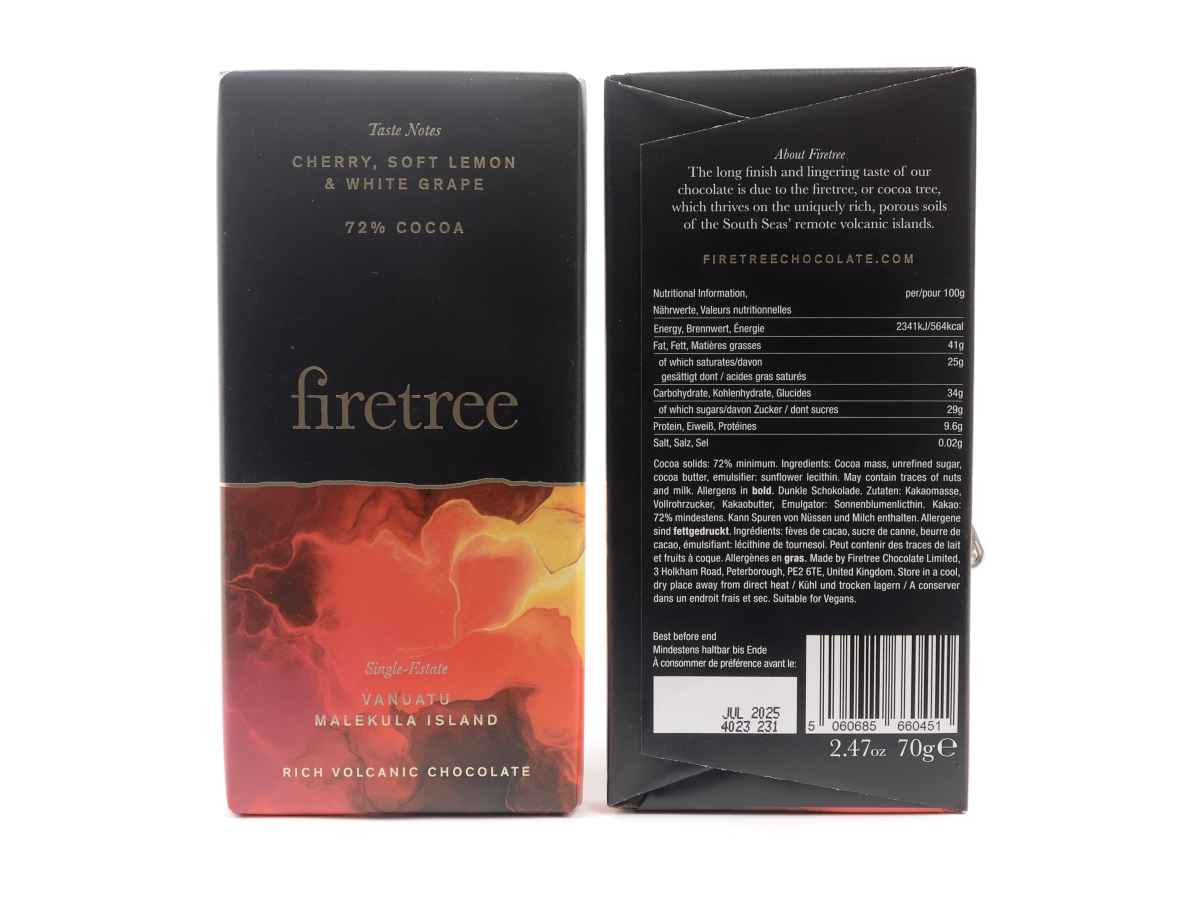 Taste Notes
CHERRY, SOFT LEMON
& WHITE GRAPE
72% COCOA
firetree
Single-Estate
VANUATU
MALEKULA ISLAND
RICH VOLCANIC CHOCOLATE
About Firetree
The long finish and lingering taste of our
chocolate is due to the firetree, or cocoa tree,
which thrives on the uniquely rich, porous soils
of the South Seas' remote volcanic islands.
FIRETREECHOCOLATE.COM
Nutritional Information, per/pour 100g
Nährwerte, Valeurs nutritionnelles
Energy, Brennwert, Énergie 2341kJ/564kcal
Fat, Fett, Matières grasses 41g
of which saturates/davon 25g
gesättigt dont / acides gras saturés
Carbohydrate, Kohlenhydrate, Glucides 34g
of which sugars/davon Zucker / dont sucres 29g
Protein, Eiweiß, Protéines 9.6g
Salt, Salz, Sel 0.02g
Cocoa solids: 72% minimum. Ingredients: Cocoa mass, unrefined sugar,
cocoa butter, emulsifier: sunflower lecithin. May contain traces of nuts
and milk. Allergens in bold. Dunkle Schokolade. Zutaten: Kakaomasse,
Vollrohrzucker, Kakaobutter, Emulgator: Sonnenblumenlicthin. Kakao:
72% mindestens. Kann Spuren von Nüssen und Milch enthalten. Allergene
sind fettgedruckt. Ingrédients: fèves de cacao, sucre de canne, beurre de
cacao, émulsifiant: lécithine de tournesol. Peut contenir des traces de lait
et fruits à coque. Allergènes en gras. Made by Firetree Chocolate Limited,
3 Holkham Road, Peterborough, PE2 6TE, United Kingdom. Store in a cool,
dry place away from direct heat / Kühl und trocken lagern / A conserver
dans un endroit frais et sec. Suitable for Vegans.
Best before end
Mindestens haltbar bis Ende
À consommer de préférence avant le:
JUL 2025
4023 231
5 060685 660451
2.47oz 70g℮